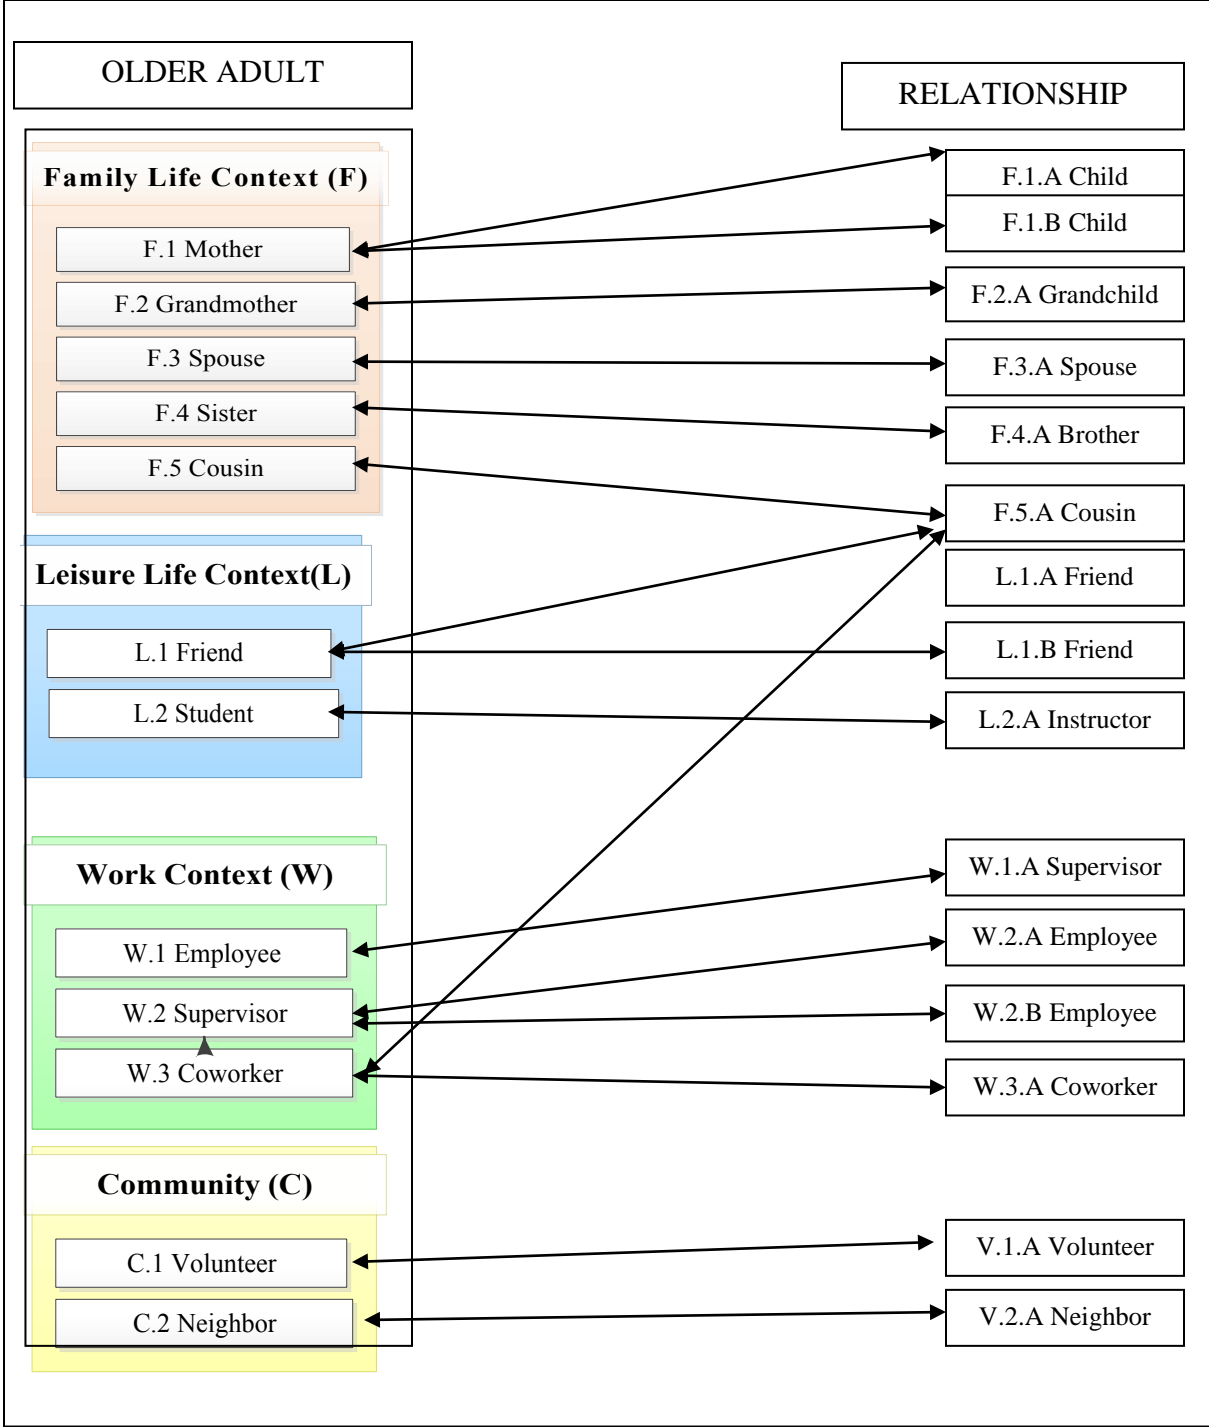 OLDER ADULT
RELATIONSHIP
Family Life Context (F)
F.1 Mother
F.2 Grandmother
F.3 Spouse
F.4 Sister
F.5 Cousin
Leisure Life Context(L)
L.1 Friend
L.2 Student
Work Context (W)
W.1 Employee
W.2 Supervisor
W.3 Coworker
Community (C)
C.1 Volunteer
C.2 Neighbor
F.1.A Child
F.1.B Child
F.2.A Grandchild
F.3.A Spouse
F.4.A Brother
F.5.A Cousin
L.1.A Friend
L.1.B Friend
L.2.A Instructor
W.1.A Supervisor
W.2.A Employee
W.2.B Employee
W.3.A Coworker
V.1.A Volunteer
V.2.A Neighbor